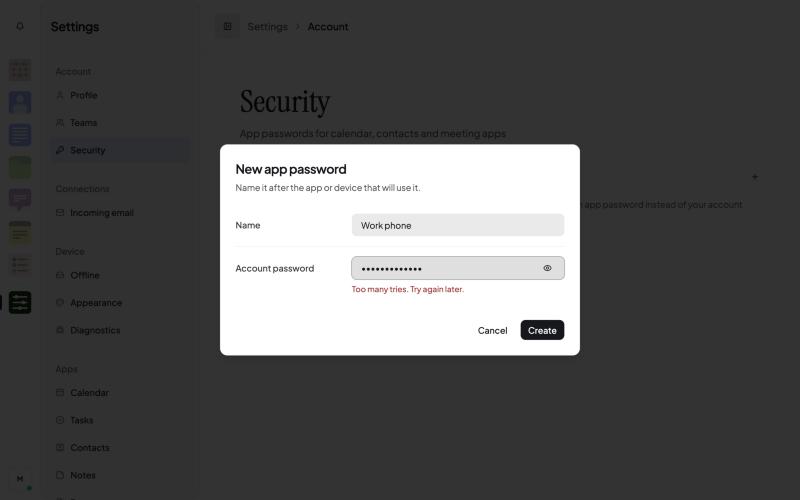 Settings
Account
Profile
Teams
Security
Connections
Incoming email
Device
Offline
Appearance
Diagnostics
Apps
Calendar
Tasks
Contacts
Notes
M
Settings > Account
Security
App passwords for calendar, contacts and meeting apps
app password instead of your account
New app password
Name it after the app or device that will use it.
Name
Work phone
Account password
•••••••••••••
Too many tries. Try again later.
Cancel
Create